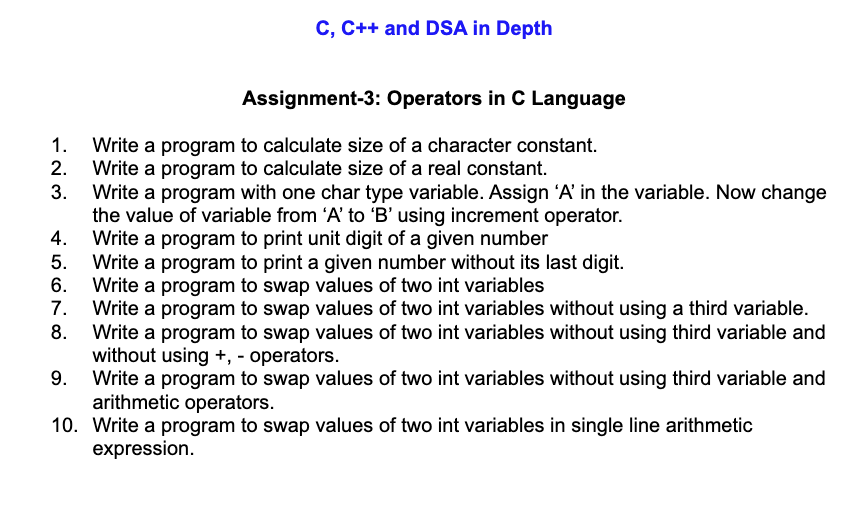 C, C++ and DSA in Depth
Assignment-3: Operators in C Language
1. Write a program to calculate size of a character constant.
2. Write a program to calculate size of a real constant.
3. Write a program with one char type variable. Assign ‘A’ in the variable. Now change
the value of variable from ‘A’ to ‘B’ using increment operator.
4. Write a program to print unit digit of a given number
5. Write a program to print a given number without its last digit.
6. Write a program to swap values of two int variables
7. Write a program to swap values of two int variables without using a third variable.
8. Write a program to swap values of two int variables without using third variable and
without using +, - operators.
9. Write a program to swap values of two int variables without using third variable and
arithmetic operators.
10. Write a program to swap values of two int variables in single line arithmetic
expression.